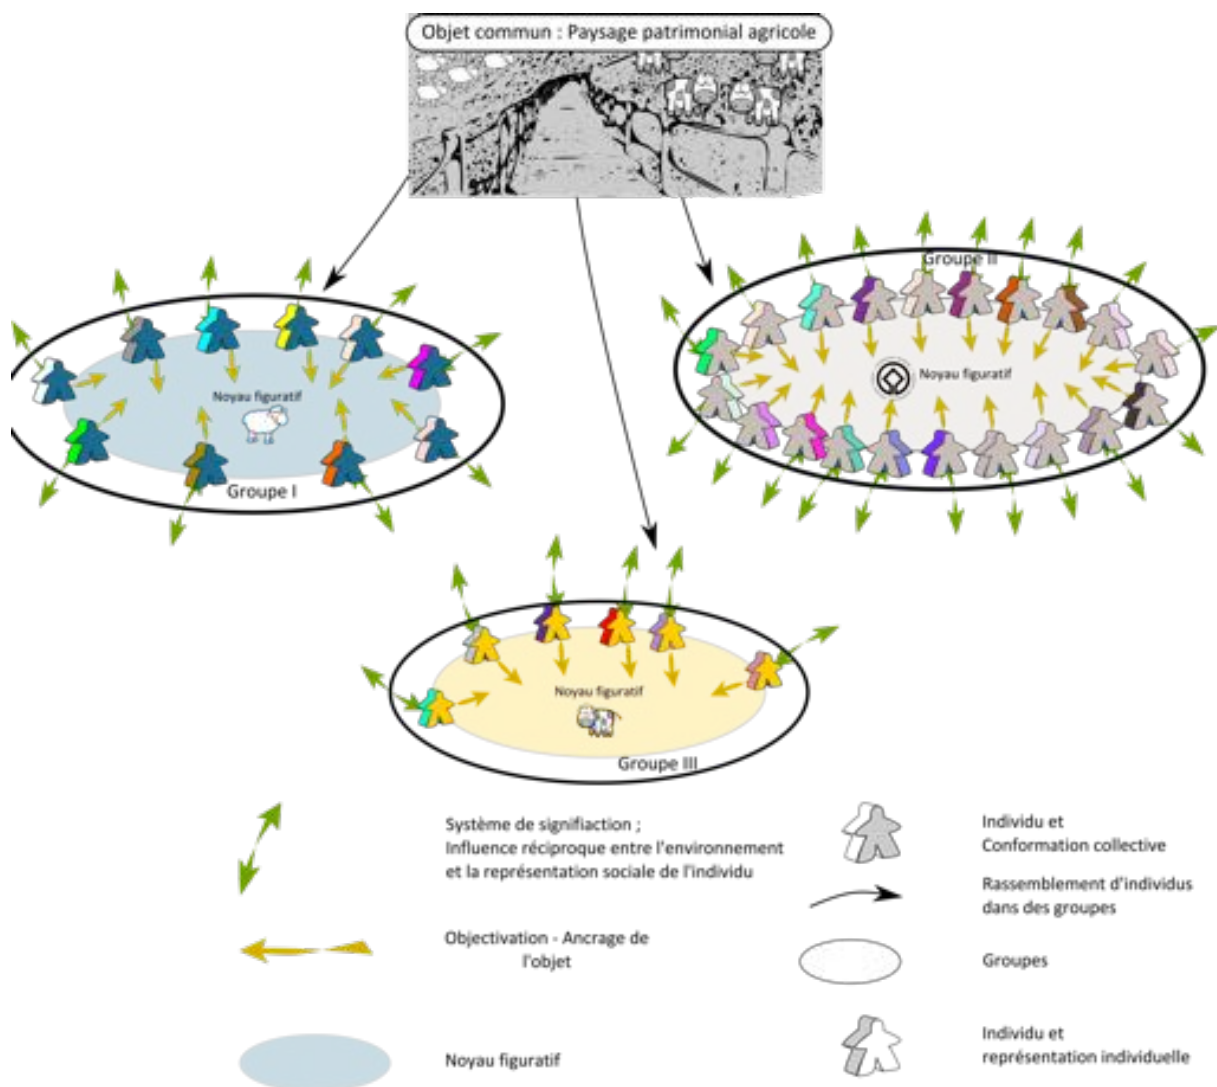 Objet commun : Paysage patrimonial agricole
Groupe II
Noyau figuratif
Noyau figuratif
Groupe I
Noyau figuratif
Groupe III
Système de signifiaction ;
Influence réciproque entre l'environnement
et la représentation sociale de l'individu
Objectivation - Ancrage de
l'objet
Noyau figuratif
Individu et
Conformation collective
Rassemblement d'individus
dans des groupes
Groupes
Individu et
représentation individuelle